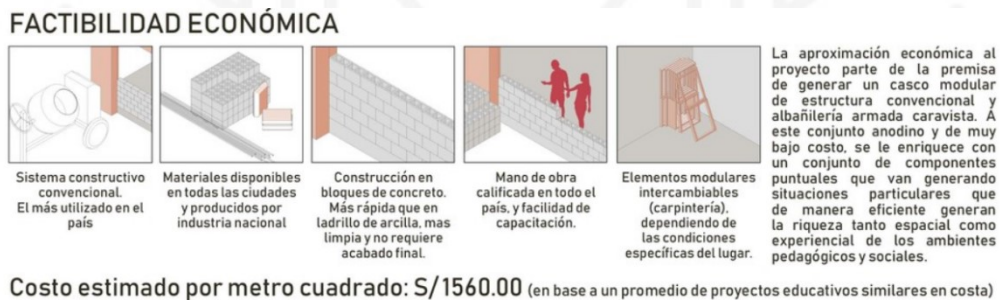 FACTIBILIDAD ECONÓMICA
Sistema constructivo
convencional.
El más utilizado en el
país
Materiales disponibles
en todas las ciudades
y producidos por
industria nacional
Construcción en
bloques de concreto.
Más rápida que en
ladrillo de arcilla, mas
limpia y no requiere
acabado final.
Mano de obra
calificada en todo el
país, y facilidad de
capacitación.
Elementos modulares
intercambiables
(carpintería),
dependiendo de
las condiciones
específicas del lugar.
La aproximación económica al
proyecto parte de la premisa
de generar un casco modular
de estructura convencional y
albañilería armada caravista. A
este conjunto anodino y de muy
bajo costo, se le enriquece con
un conjunto de componentes
puntuales que van generando
situaciones particulares que
de manera eficiente generan
la riqueza tanto espacial como
experiencial de los ambientes
pedagógicos y sociales.
Costo estimado por metro cuadrado: S/1560.00 (en base a un promedio de proyectos educativos similares en costa)